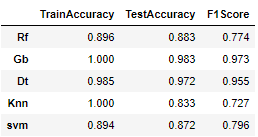 TrainAccuracy TestAccuracy F1Score
Rf 0.896 0.883 0.774
Gb 1.000 0.983 0.973
Dt 0.985 0.972 0.955
Knn 1.000 0.833 0.727
svm 0.894 0.872 0.796